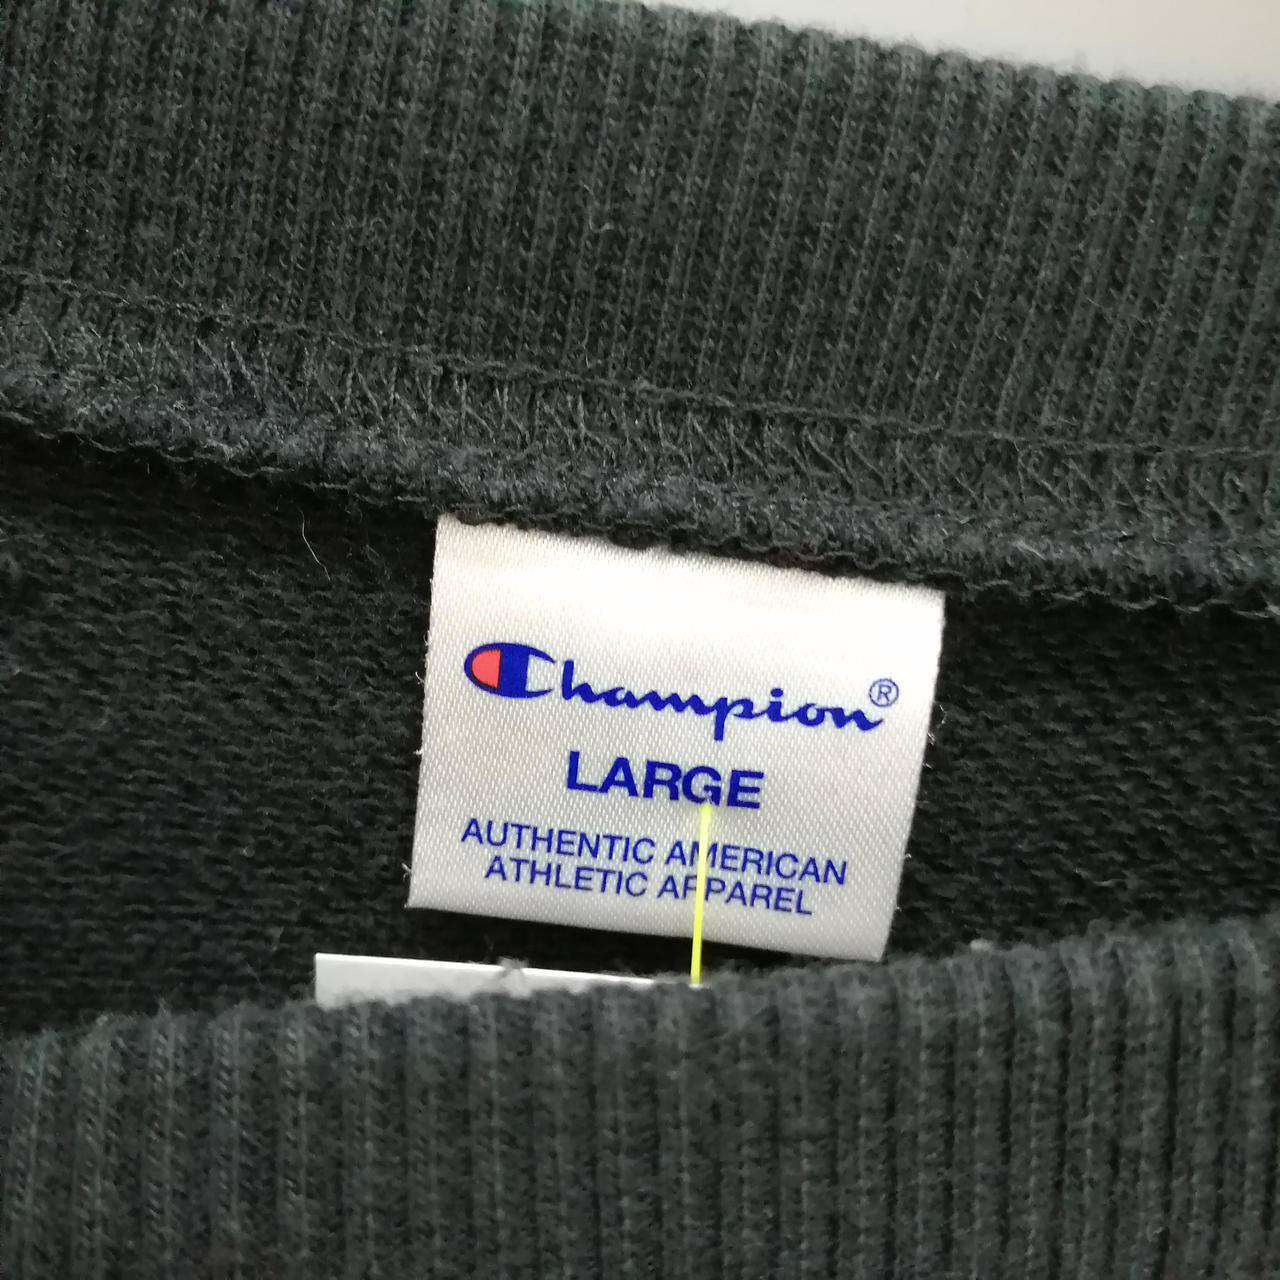 Champion®
LARGE
AUTHENTIC AMERICAN
ATHLETIC APPAREL